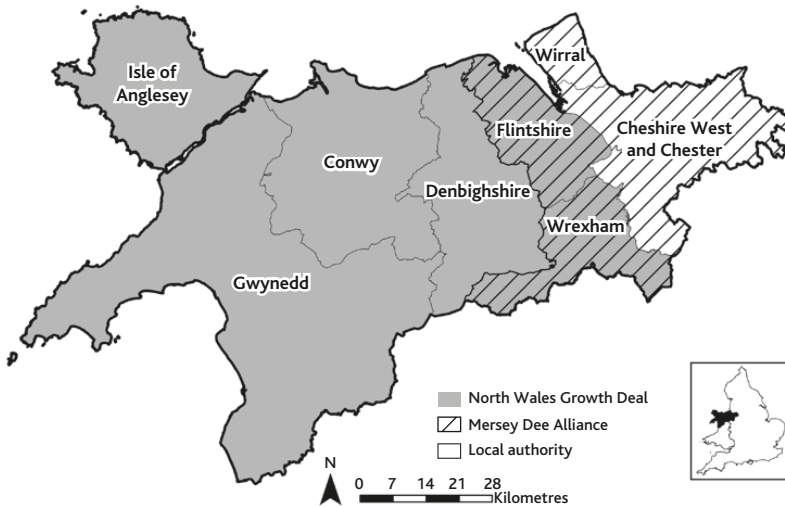 Isle of
Anglesey
Wirral
Flintshire
Cheshire West
and Chester
Conwy
Denbighshire
Wrexham
Gwynedd
North Wales Growth Deal
Mersey Dee Alliance
Local authority
N
0 7 14 21 28
Kilometres